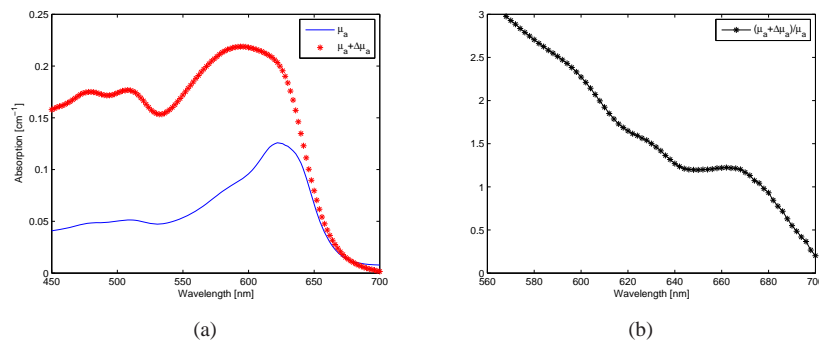 μa
μa+Δμa
0.25
0.2
0.15
0.1
0.05
0
Absorption [cm−1]
450 500 550 600 650 700
Wavelength [nm]
(a)
(μa+Δμa)/μa
3
2.5
2
1.5
1
0.5
0
560 580 600 620 640 660 680 700
Wavelength [nm]
(b)